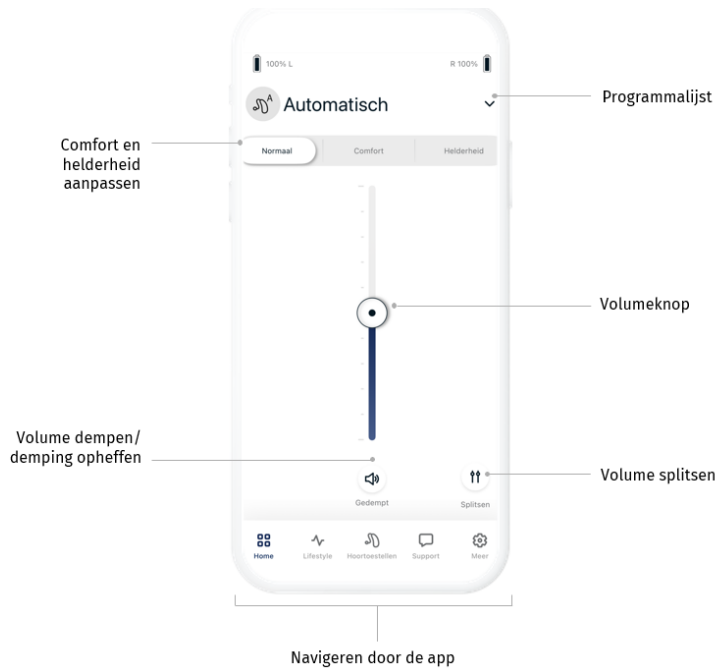 100% L
R 100%
A
Automatisch
Programmalijst
Comfort en
helderheid
aanpassen
Normaal
Comfort
Helderheid
Volumeknop
Volume dempen/
demping opheffen
Volume splitsen
Gedempt
Splitsen
Home
Lifestyle
Hoortoestellen
Support
Meer
Navigeren door de app